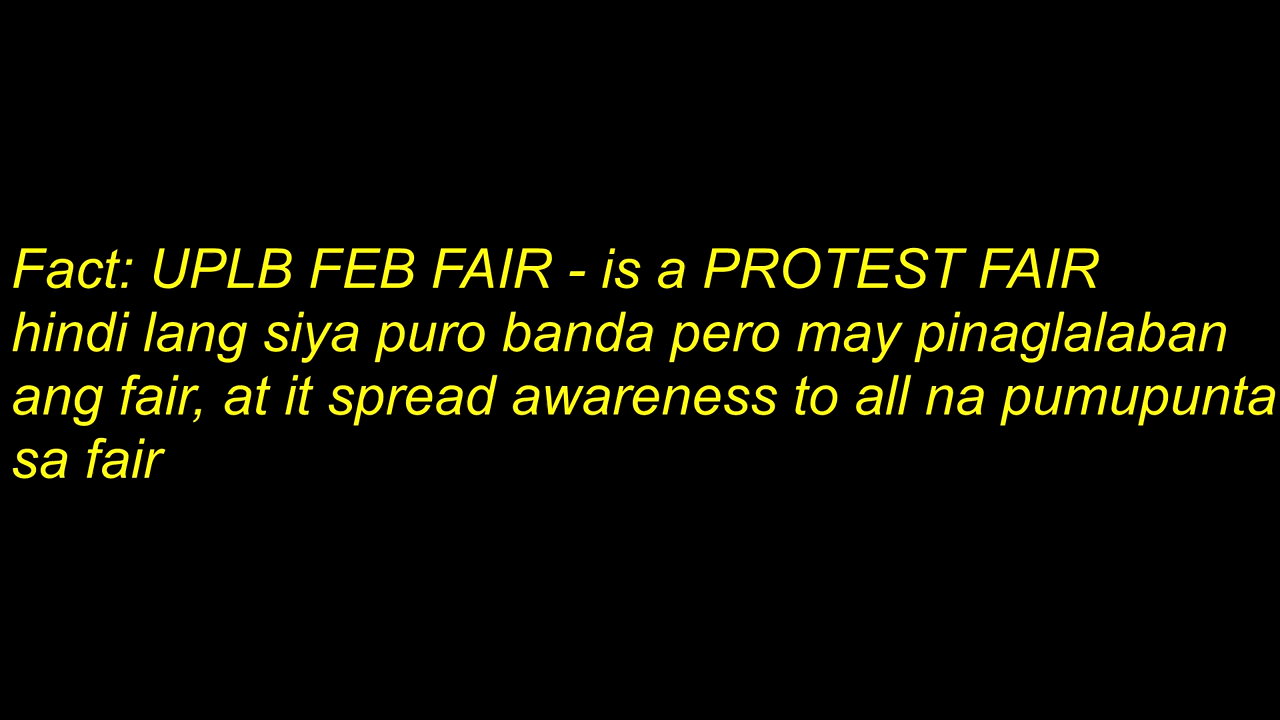 Fact: UPLB FEB FAIR - is a PROTEST FAIR
hindi lang siya puro banda pero may pinaglalaban
ang fair, at it spread awareness to all na pumupunta
sa fair